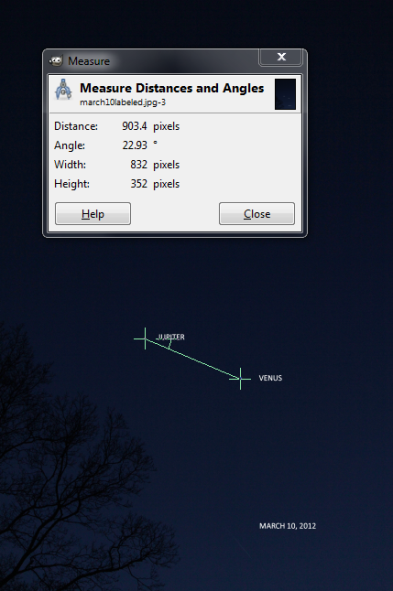 Measure
Measure Distances and Angles
march10labeled.jpg-3
Distance: 903.4 pixels
Angle: 22.93 °
Width: 832 pixels
Height: 352 pixels
Help Close
JUPITER
VENUS
MARCH 10, 2012